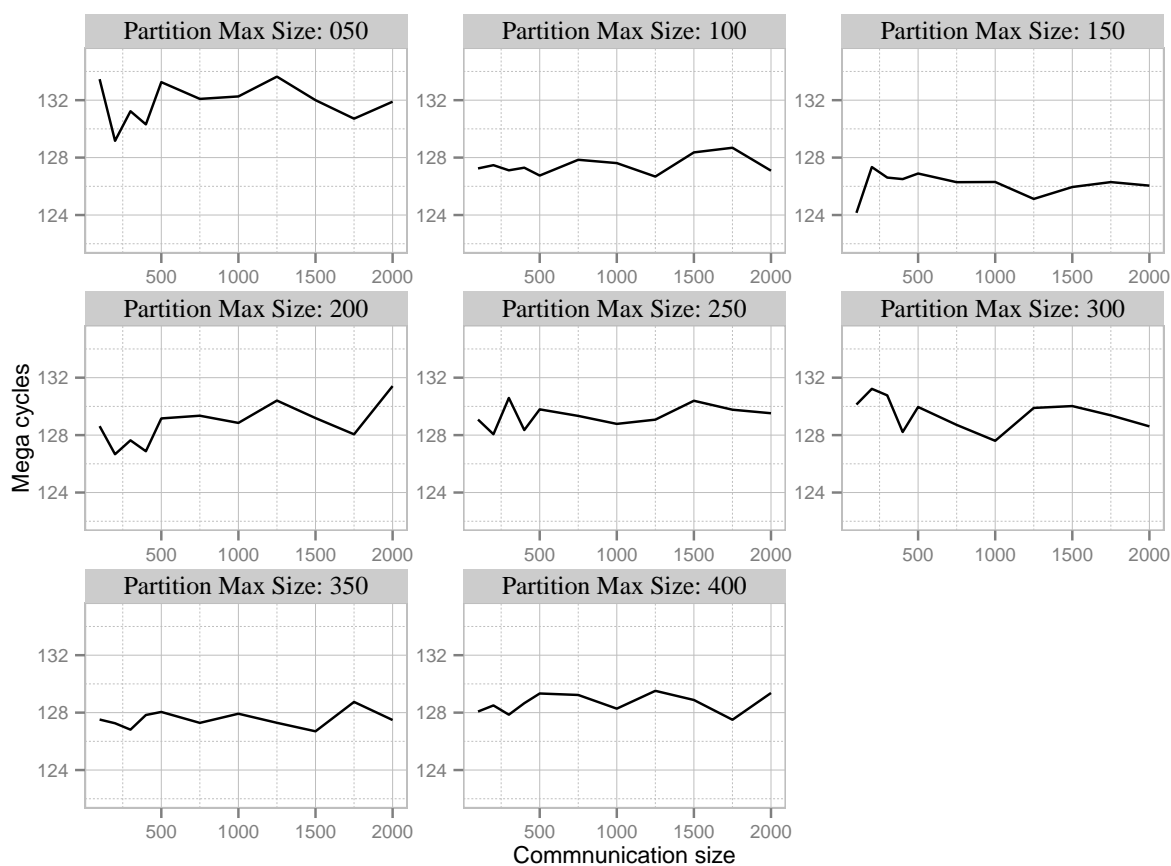 Partition Max Size: 050
Partition Max Size: 100
Partition Max Size: 150
132
128
124
500 1000 1500 2000
500 1000 1500 2000
500 1000 1500 2000
132
128
124
132
128
124
Partition Max Size: 200
Partition Max Size: 250
Partition Max Size: 300
Mega cycles
132
128
124
500 1000 1500 2000
132
128
124
500 1000 1500 2000
132
128
124
500 1000 1500 2000
Partition Max Size: 350
Partition Max Size: 400
132
128
124
500 1000 1500 2000
132
128
124
500 1000 1500 2000
Commnunication size